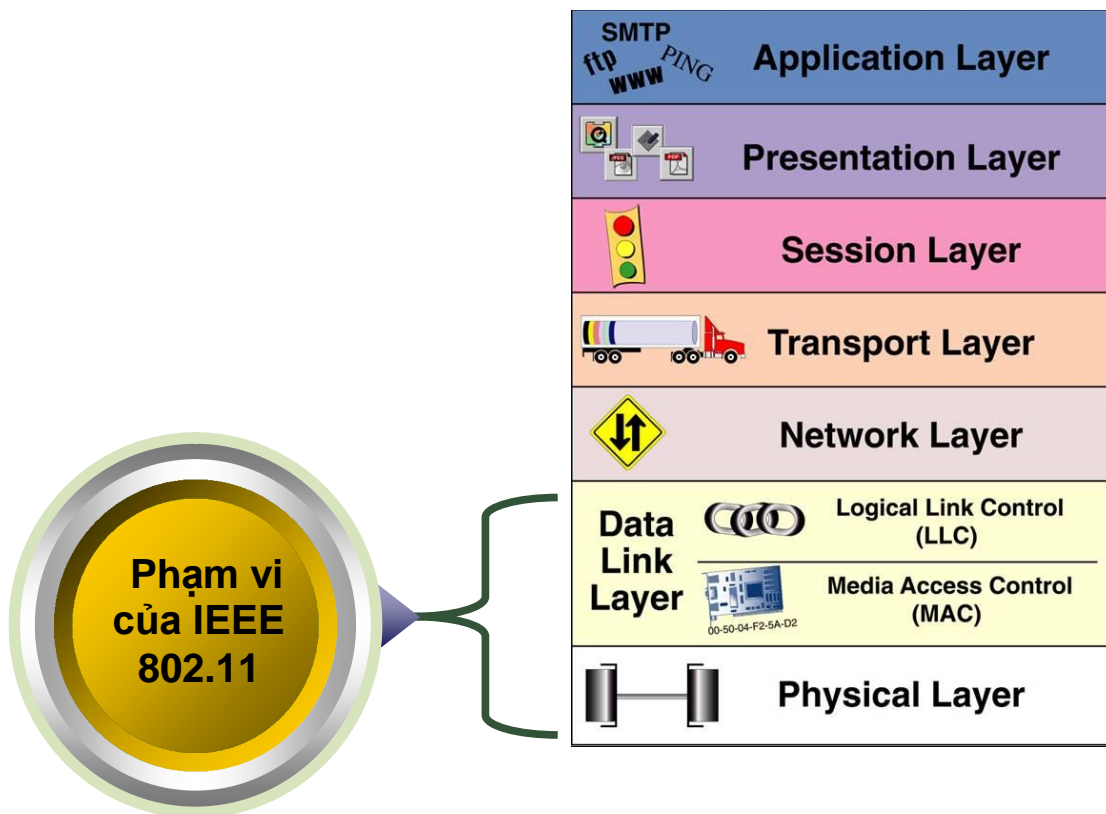 SMTP
ftp
PING
www
Application Layer
JPEG
PDF
Presentation Layer
Session Layer
Transport Layer
Network Layer
Data
Link
Layer
Logical Link Control
(LLC)
Media Access Control
(MAC)
00-50-04-F2-5A-D2
Physical Layer
Phạm vi
của IEEE
802.11